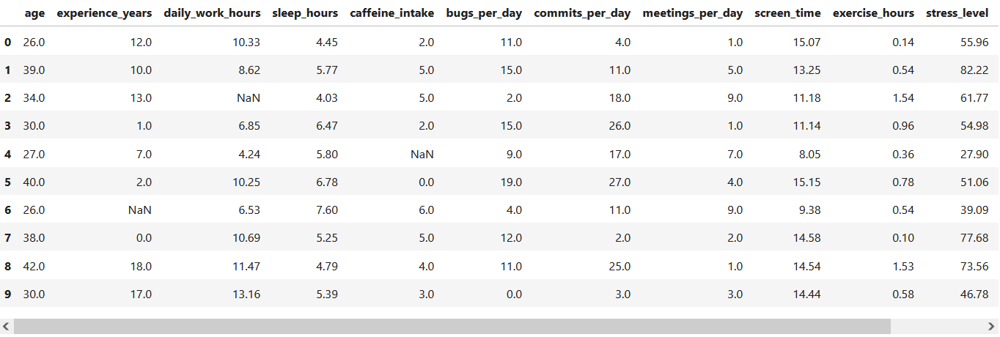 age experience_years daily_work_hours sleep_hours caffeine_intake bugs_per_day commits_per_day meetings_per_day screen_time exercise_hours stress_level
0 26.0 12.0 10.33 4.45 2.0 11.0 4.0 1.0 15.07 0.14 55.96
1 39.0 10.0 8.62 5.77 5.0 15.0 11.0 5.0 13.25 0.54 82.22
2 34.0 13.0 NaN 4.03 5.0 2.0 18.0 9.0 11.18 1.54 61.77
3 30.0 1.0 6.85 6.47 2.0 15.0 26.0 1.0 11.14 0.96 54.98
4 27.0 7.0 4.24 5.80 NaN 9.0 17.0 7.0 8.05 0.36 27.90
5 40.0 2.0 10.25 6.78 0.0 19.0 27.0 4.0 15.15 0.78 51.06
6 26.0 NaN 6.53 7.60 6.0 4.0 11.0 9.0 9.38 0.54 39.09
7 38.0 0.0 10.69 5.25 5.0 12.0 2.0 2.0 14.58 0.10 77.68
8 42.0 18.0 11.47 4.79 4.0 11.0 25.0 1.0 14.54 1.53 73.56
9 30.0 17.0 13.16 5.39 3.0 0.0 3.0 3.0 14.44 0.58 46.78